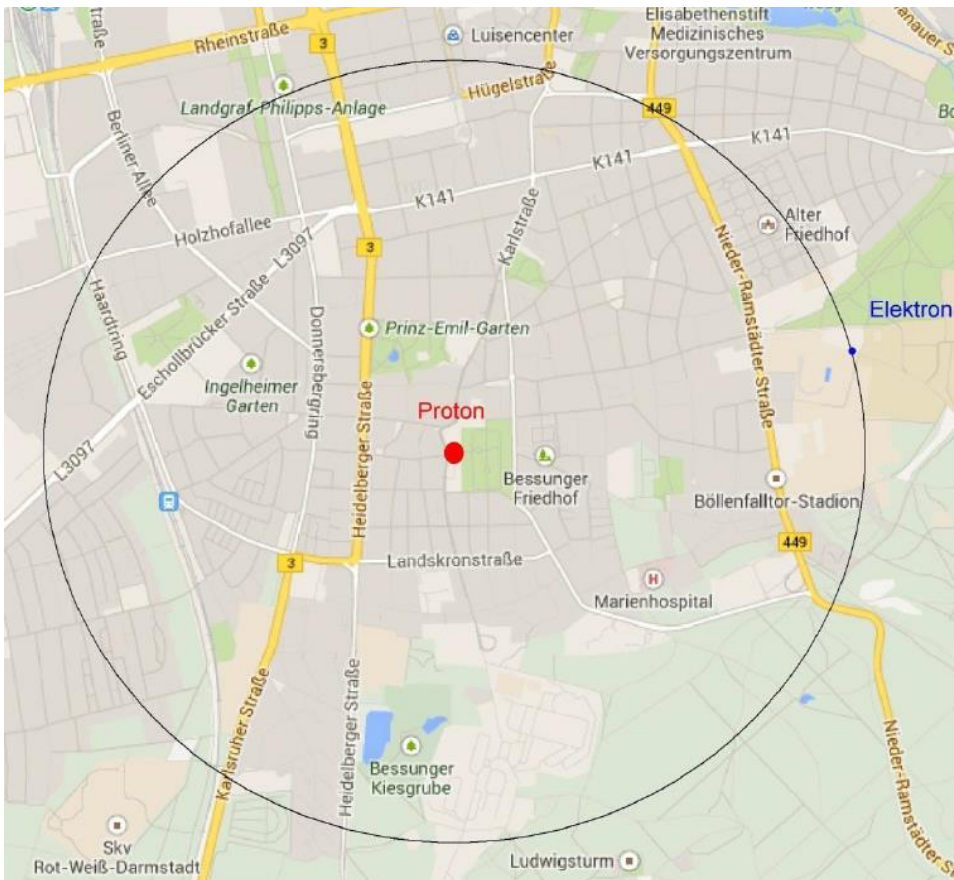 Elisabethenstift
Medizinisches
Versorgungszentrum
Rheinstraße
3
Luisencenter
Hügelstraße
Landgraf-Philipps-Anlage
449
Berliner Allee
K141
K141
K141
Karlstraße
Alter
Friedhof
Holzhofallee
L3097
3
Nieder-Ramstädter Straße
Haardtring
Eschollbrücker Straße
Donnersbergring
Elektron
Prinz-Emil-Garten
Ingelheimer
Garten
Proton
Heidelberger Straße
L3097
Bessunger
Friedhof
Böllenfalltor-Stadion
3
Landskronstraße
449
H
Marienhospital
Karlsruher Straße
Heidelberger Straße
Nieder-Ramstädter Straße
Bessunger
Kiesgrube
Skv
Rot-Weiß-Darmstadt
Ludwigsturm